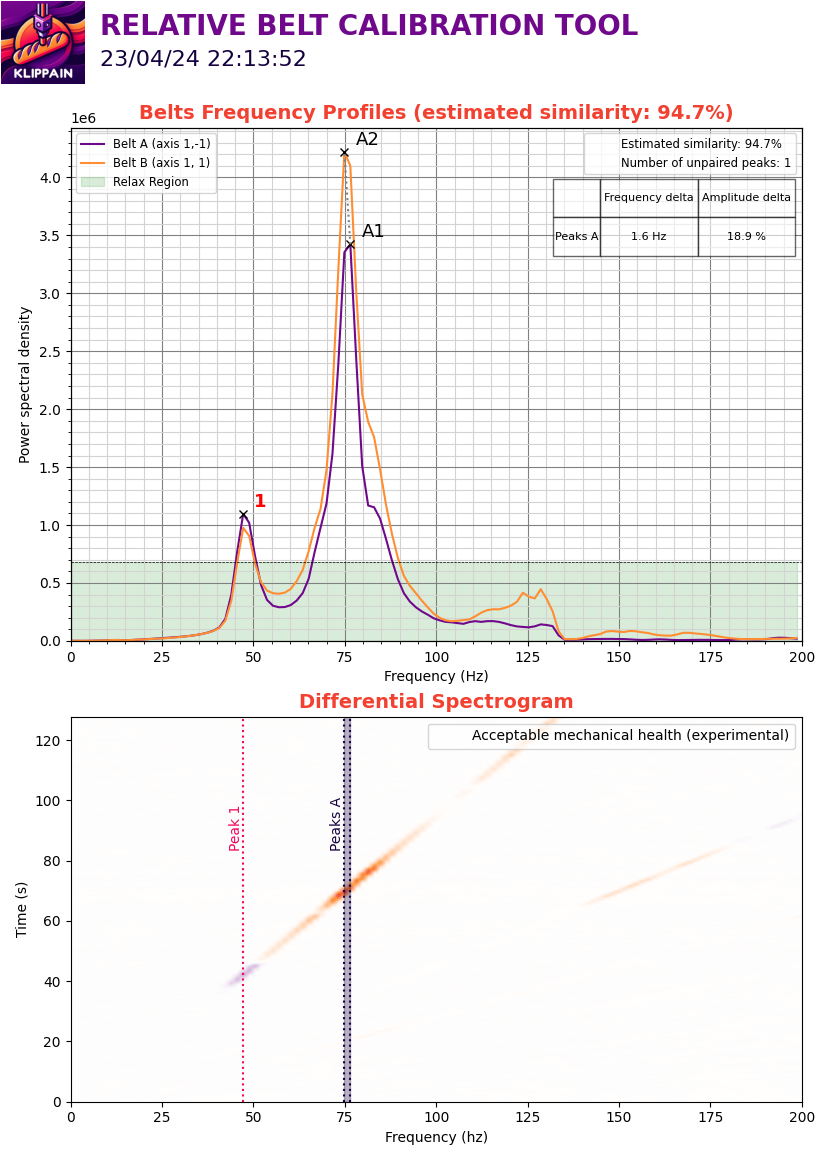 KLIPPAIN
RELATIVE BELT CALIBRATION TOOL
23/04/24 22:13:52
Belts Frequency Profiles (estimated similarity: 94.7%)
1e6
Belt A (axis 1,-1)
Belt B (axis 1, 1)
Relax Region
A2
A1
1
Estimated similarity: 94.7%
Number of unpaired peaks: 1
Frequency delta Amplitude delta
Peaks A 1.6 Hz 18.9 %
Power spectral density
4.0
3.5
3.0
2.5
2.0
1.5
1.0
0.5
0.0
0 25 50 75 100 125 150 175 200
Frequency (Hz)
Differential Spectrogram
Acceptable mechanical health (experimental)
Peak 1
Peaks A
Time (s)
120
100
80
60
40
20
0
0 25 50 75 100 125 150 175 200
Frequency (hz)